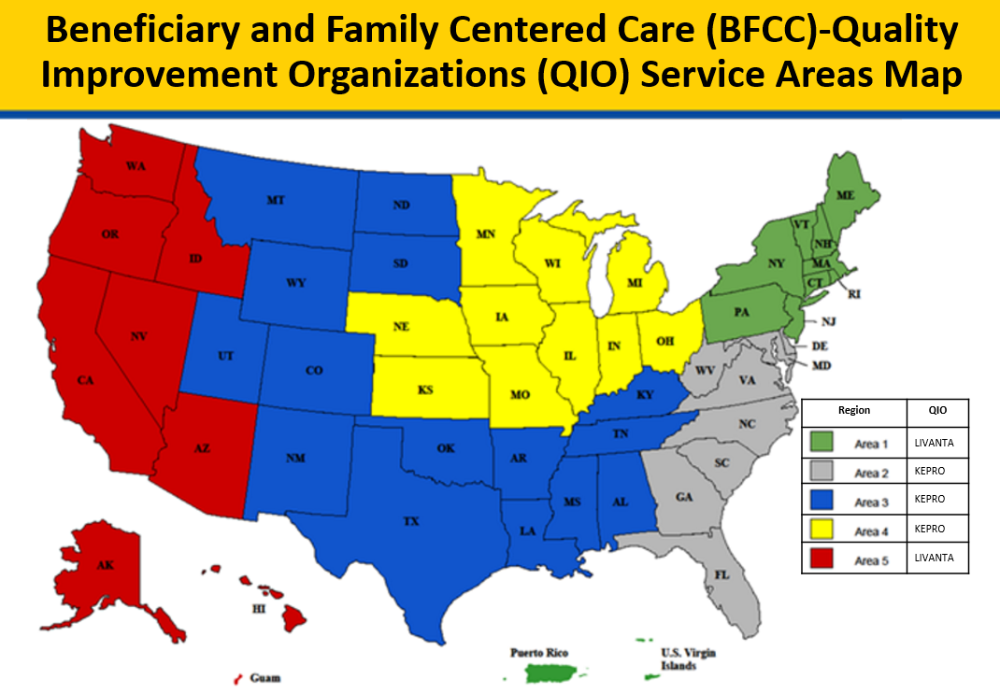 Beneficiary and Family Centered Care (BFCC)-Quality
Improvement Organizations (QIO) Service Areas Map
WA
MT
ND
MN
ME
VT
NH
OR
ID
SD
WI
NY
MA
WY
MI
CT
RI
NV
NE
IA
PA
NJ
UT
CO
IL
IN
OH
DE
MD
CA
KS
MO
WV
VA
KY
AZ
NM
OK
AR
TN
NC
SC
TX
LA
MS
AL
GA
FL
AK
HI
Guam
Puerto Rico
U.S. Virgin
Islands
Region QIO
Area 1 LIVANTA
Area 2 KEPRO
Area 3 KEPRO
Area 4 KEPRO
Area 5 LIVANTA